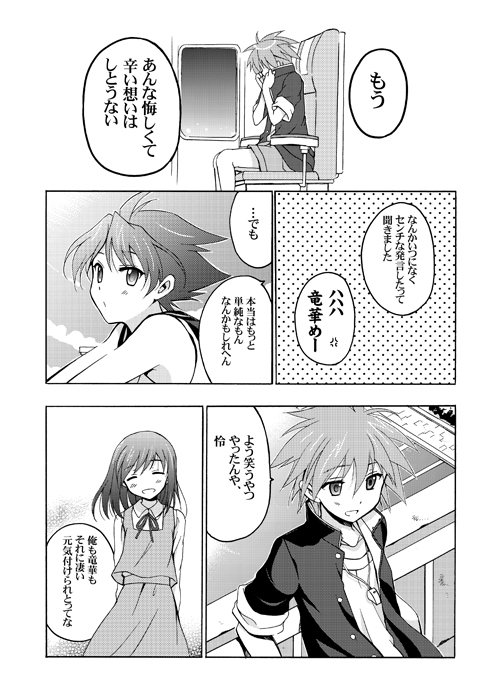 もう
あんな悔しくて
辛い想いは
しとうない
なんかいつになく
センチな発言したって
聞きました
ハハ
竜華めー
…でも
本当はもっと
単純なもん
なんかもしれへん
よう笑うやつ
やったんや、
怜
俺も竜華も
それに凄い
元気付けられとってな